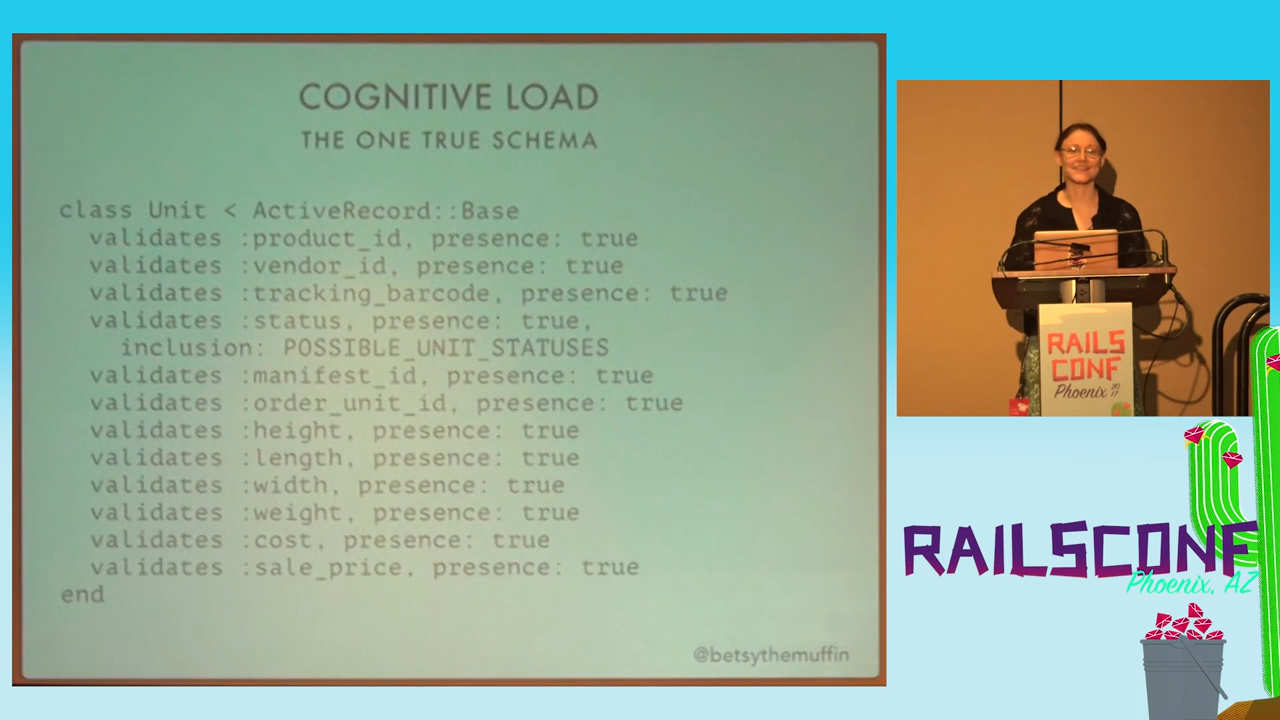 COGNITIVE LOAD
THE ONE TRUE SCHEMA
class Unit < ActiveRecord::Base
validates :product_id, presence: true
validates :vendor_id, presence: true
validates :tracking_barcode, presence: true
validates :status, presence: true,
inclusion: POSSIBLE_UNIT_STATUSES
validates :manifest_id, presence: true
validates :order_unit_id, presence: true
validates :height, presence: true
validates :length, presence: true
validates :width, presence: true
validates :weight, presence: true
validates :cost, presence: true
validates :sale_price, presence: true
end
@betsythemuffin
RAILS
CONF
Phoenix 2017
RAILSCONF
Phoenix, AZ